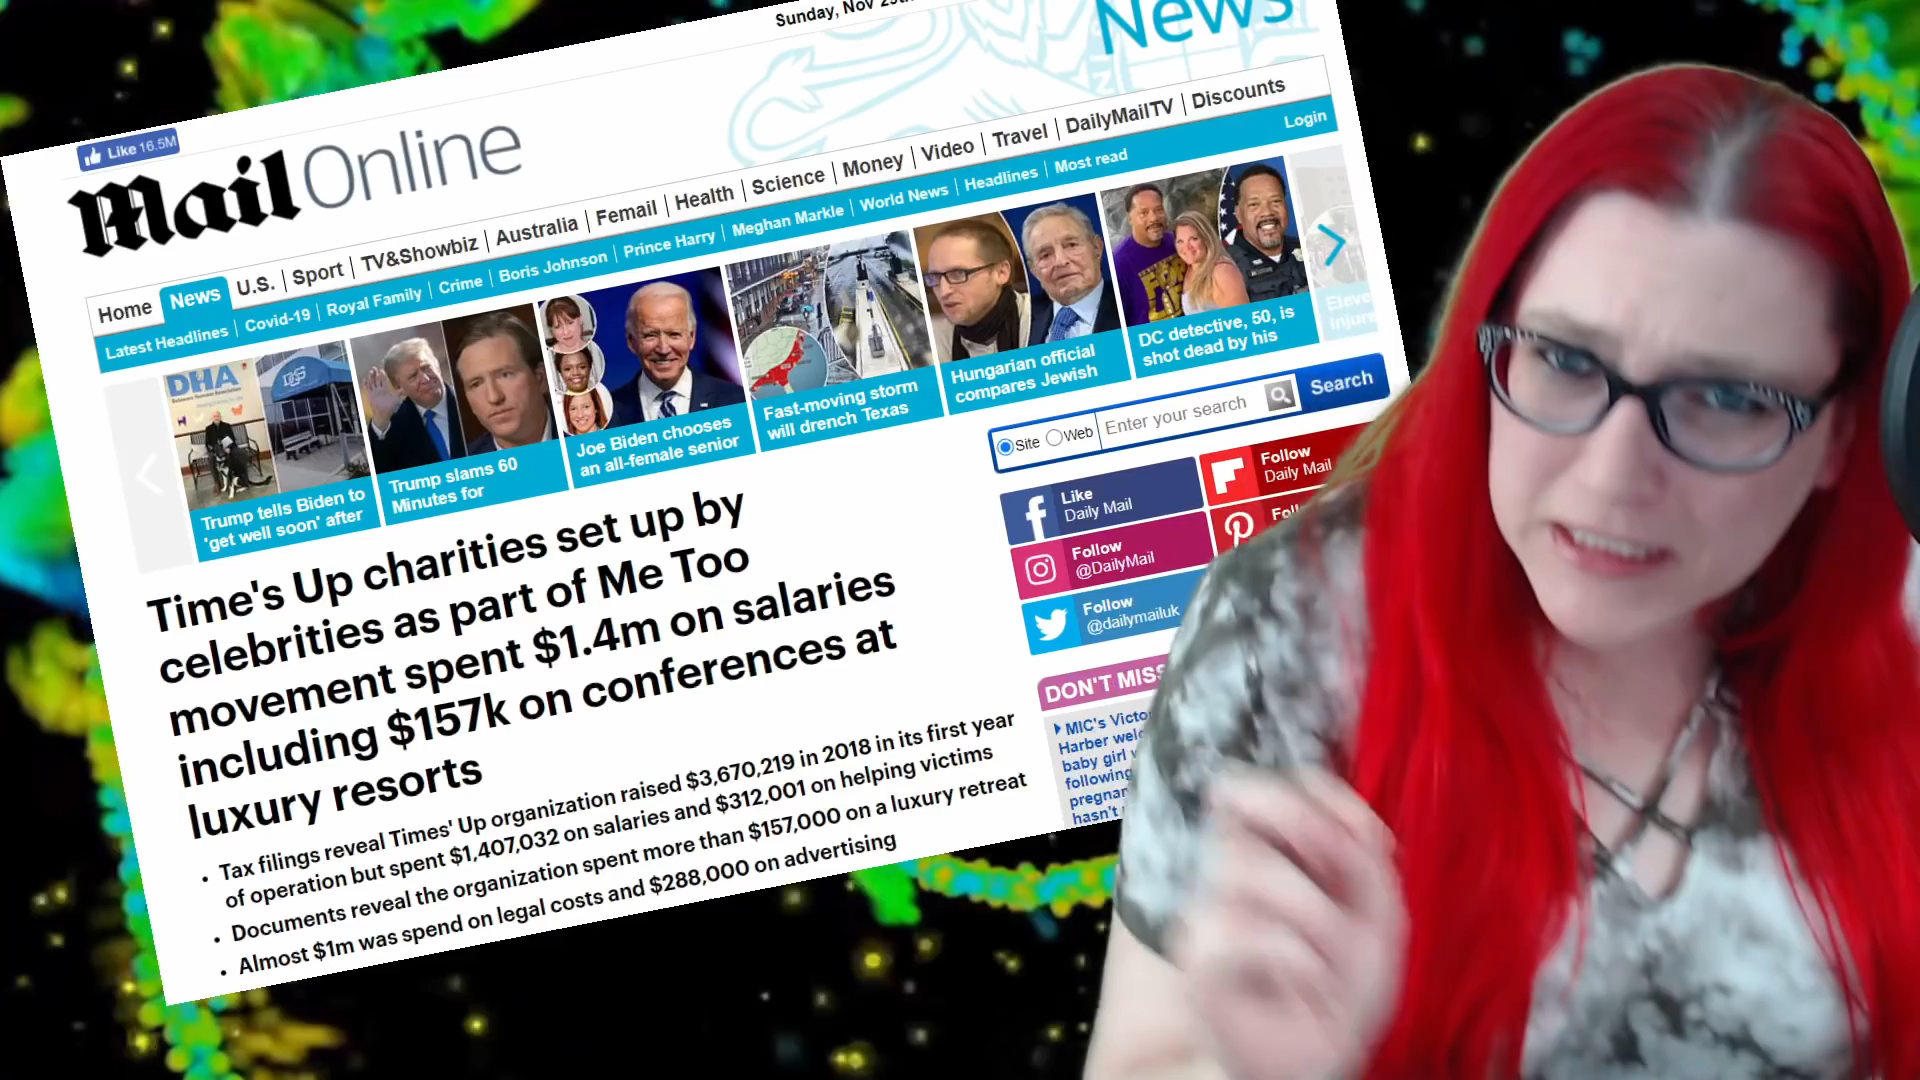 Sunday, Nov 29th
News
Like 16.5M
Mail Online
Home News U.S. Sport TV&Showbiz Australia Femail Health Science Money Video Travel DailyMailTV Discounts
Latest Headlines Covid-19 Royal Family Crime Boris Johnson Prince Harry Meghan Markle World News Headlines Most read Login
DHA
Trump tells Biden to
'get well soon' after
Trump slams 60
Minutes for
Joe Biden chooses
an all-female senior
Fast-moving storm
will drench Texas
Hungarian official
compares Jewish
DC detective, 50, is
shot dead by his
Site Web Enter your search Search
Like
Daily Mail
Follow
Daily Mail
Follow
@DailyMail
Follow
@dailymailuk
DON'T MISS
MIC's
Harber
baby girl
following
hasn't
Time's Up charities set up by
celebrities as part of Me Too
movement spent $1.4m on salaries
including $157k on conferences at
luxury resorts
Tax filings reveal Times' Up organization raised $3,670,219 in 2018 in its first year
of operation but spent $1,407,032 on salaries and $312,001 on helping victims
Documents reveal the organization spent more than $157,000 on a luxury retreat
Almost $1m was spend on legal costs and $288,000 on advertising